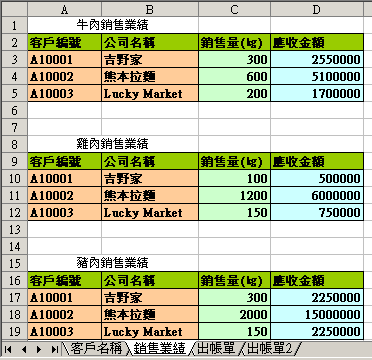 A B C D
1 牛肉銷售業績
2 客戶編號 公司名稱 銷售量(kg) 應收金額
3 A10001 吉野家 300 2550000
4 A10002 熊本拉麵 600 5100000
5 A10003 Lucky Market 200 1700000
6
7
8 雞肉銷售業績
9 客戶編號 公司名稱 銷售量(kg) 應收金額
10 A10001 吉野家 100 500000
11 A10002 熊本拉麵 1200 6000000
12 A10003 Lucky Market 150 750000
13
14
15 豬肉銷售業績
16 客戶編號 公司名稱 銷售量(kg) 應收金額
17 A10001 吉野家 300 2250000
18 A10002 熊本拉麵 2000 15000000
19 A10003 Lucky Market 150 2250000
客戶名稱 銷售業績 出帳單 出帳單2